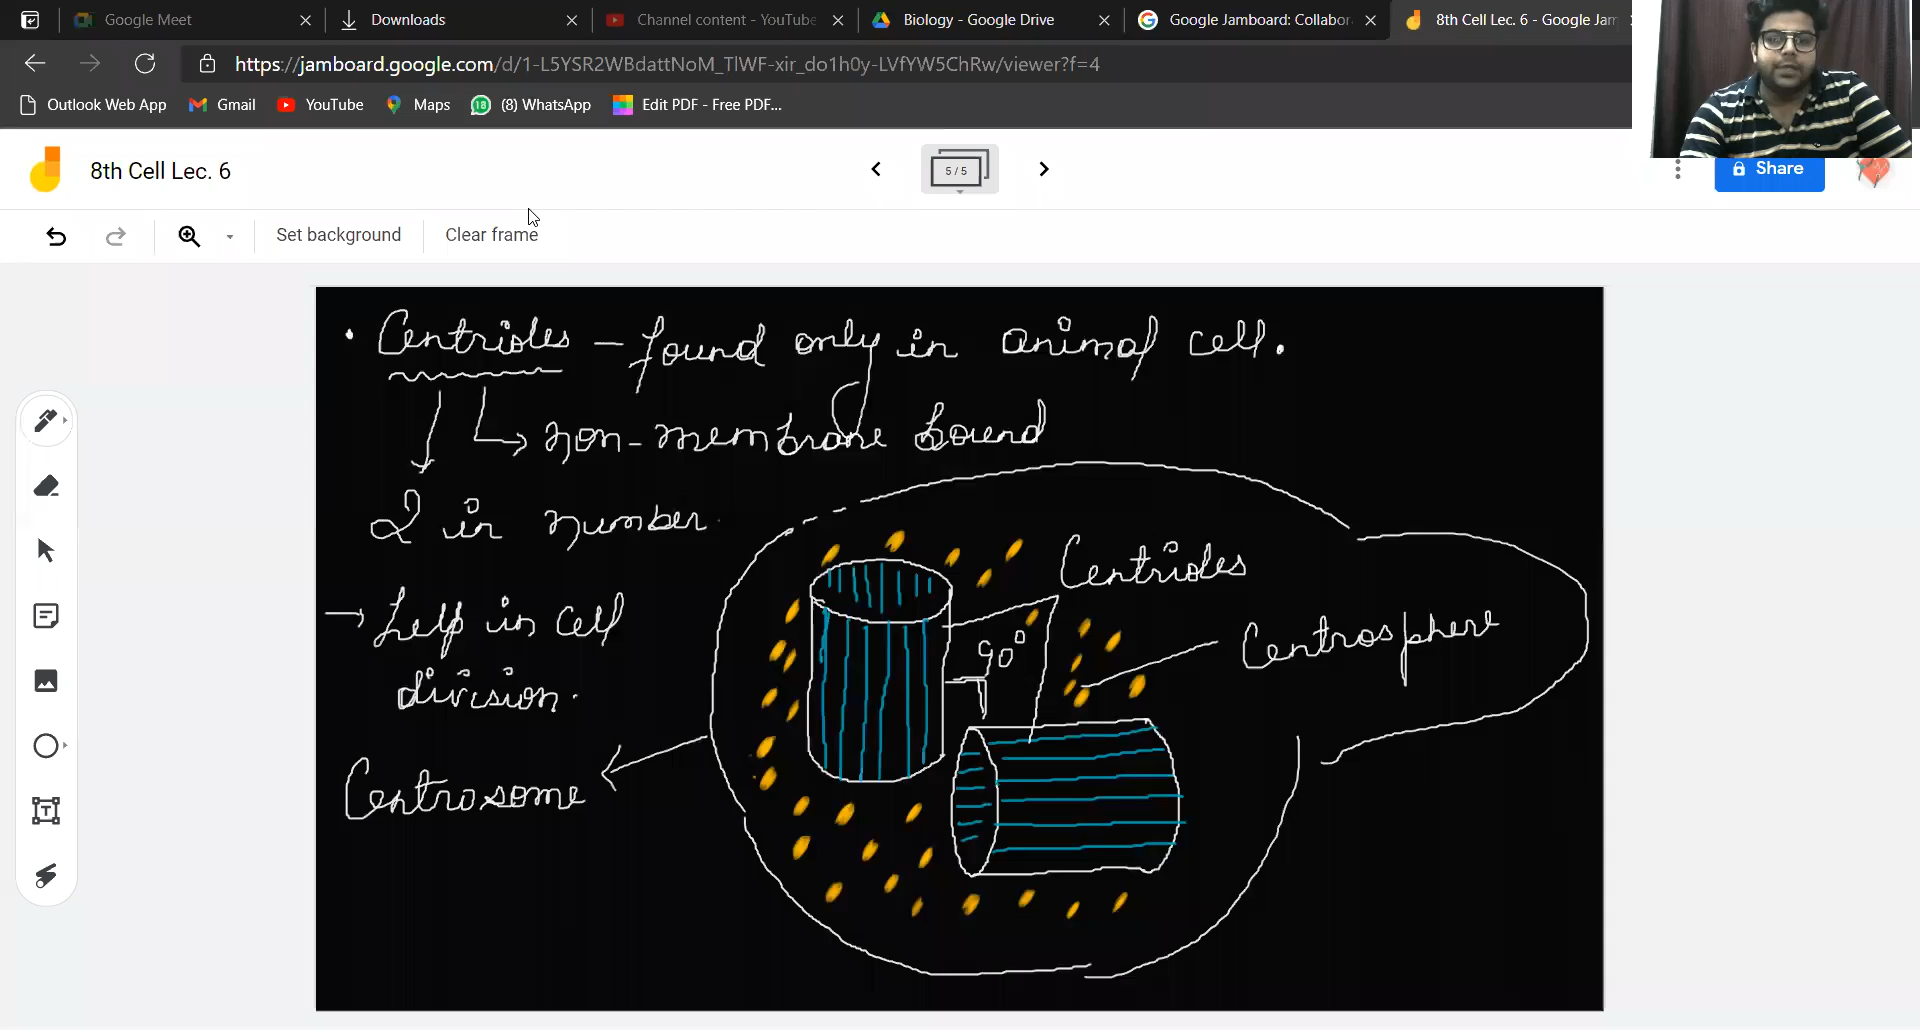 Google Meet
Downloads
Channel content - YouTube
Biology - Google Drive
Google Jamboard: Collabor
8th Cell Lec. 6 - Google Jam
https://jamboard.google.com/d/1-L5YSR2WBdattNoM_TlWF-xir_do1h0y-LVfYW5ChRw/viewer?f=4
Outlook Web App
Gmail
YouTube
Maps
18
(8) WhatsApp
Edit PDF - Free PDF...
8th Cell Lec. 6
5 / 5
Share
Set background
Clear frame
• Centrioles - found only in animal cell.
non-membrane bound
2 in number.
→ help in cell
division.
Centrosome
Centrioles
90°
Centrosphere